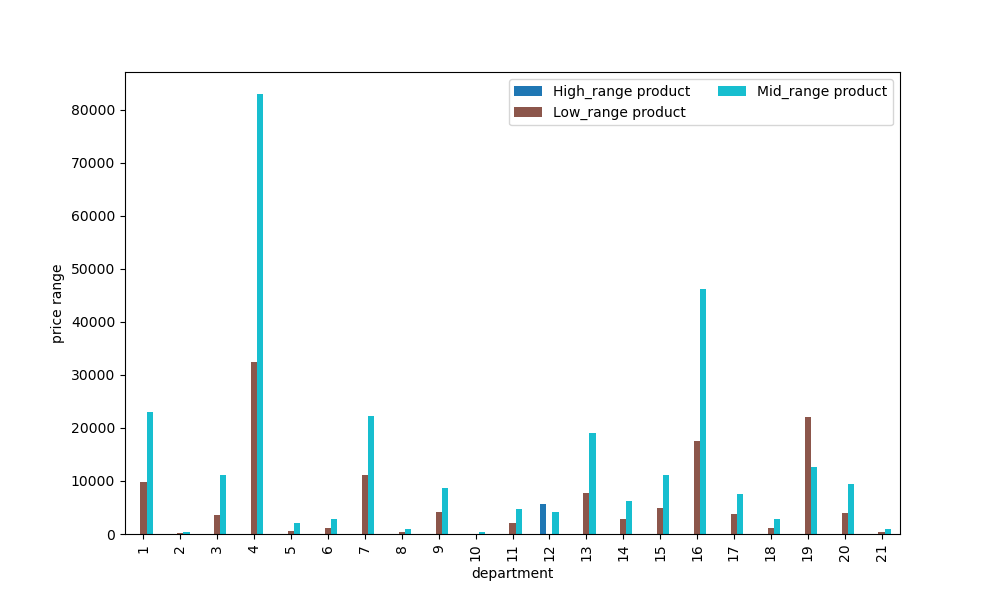 High_range product
Low_range product
Mid_range product
80000
70000
60000
50000
40000
30000
20000
10000
0
price range
1 2 3 4 5 6 7 8 9 10 11 12 13 14 15 16 17 18 19 20 21
department